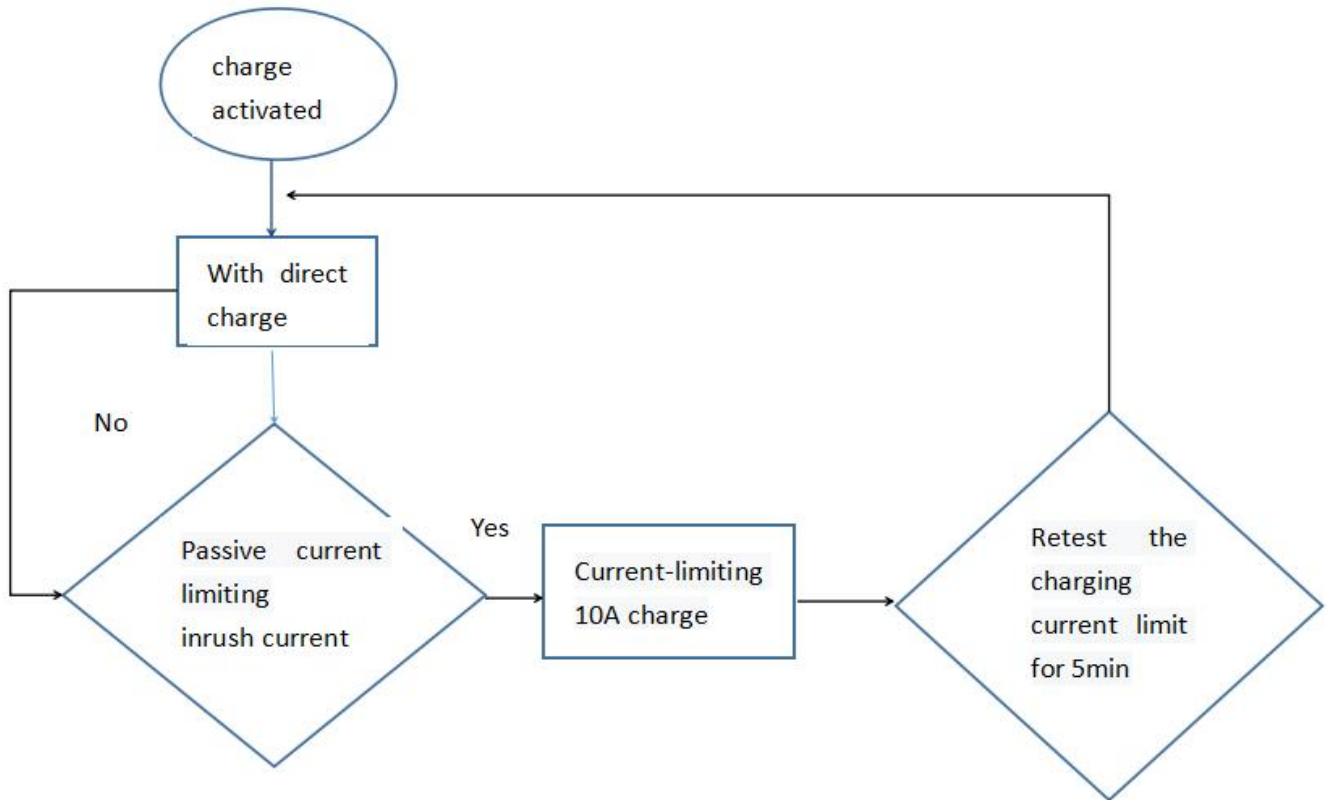 charge
activated
With direct
charge
No
Passive current
limiting
inrush current
Yes
Current-limiting
10A charge
Retest the
charging
current limit
for 5min